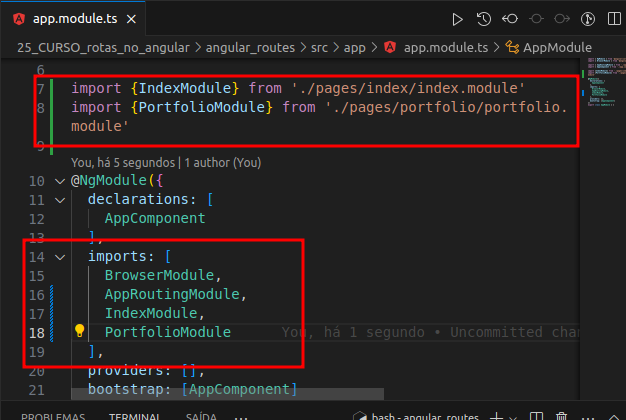 app.module.ts ×
25_CURSO_rotas_no_angular > angular_routes > src > app > app.module.ts > AppModule
6
7 import {IndexModule} from './pages/index/index.module'
8 import {PortfolioModule} from './pages/portfolio/portfolio.
module'
9
You, há 5 segundos | 1 author (You)
10 @NgModule({
11 declarations: [
12 AppComponent
13 ],
14 imports: [
15 BrowserModule,
16 AppRoutingModule,
17 IndexModule,
18 PortfolioModule You, há 1 segundo • Uncommitted cha
19 ],
20 providers: [],
21 bootstrap: [AppComponent]
PROBLEMAS TERMINAL SAÍDA ... bash - angular_routes